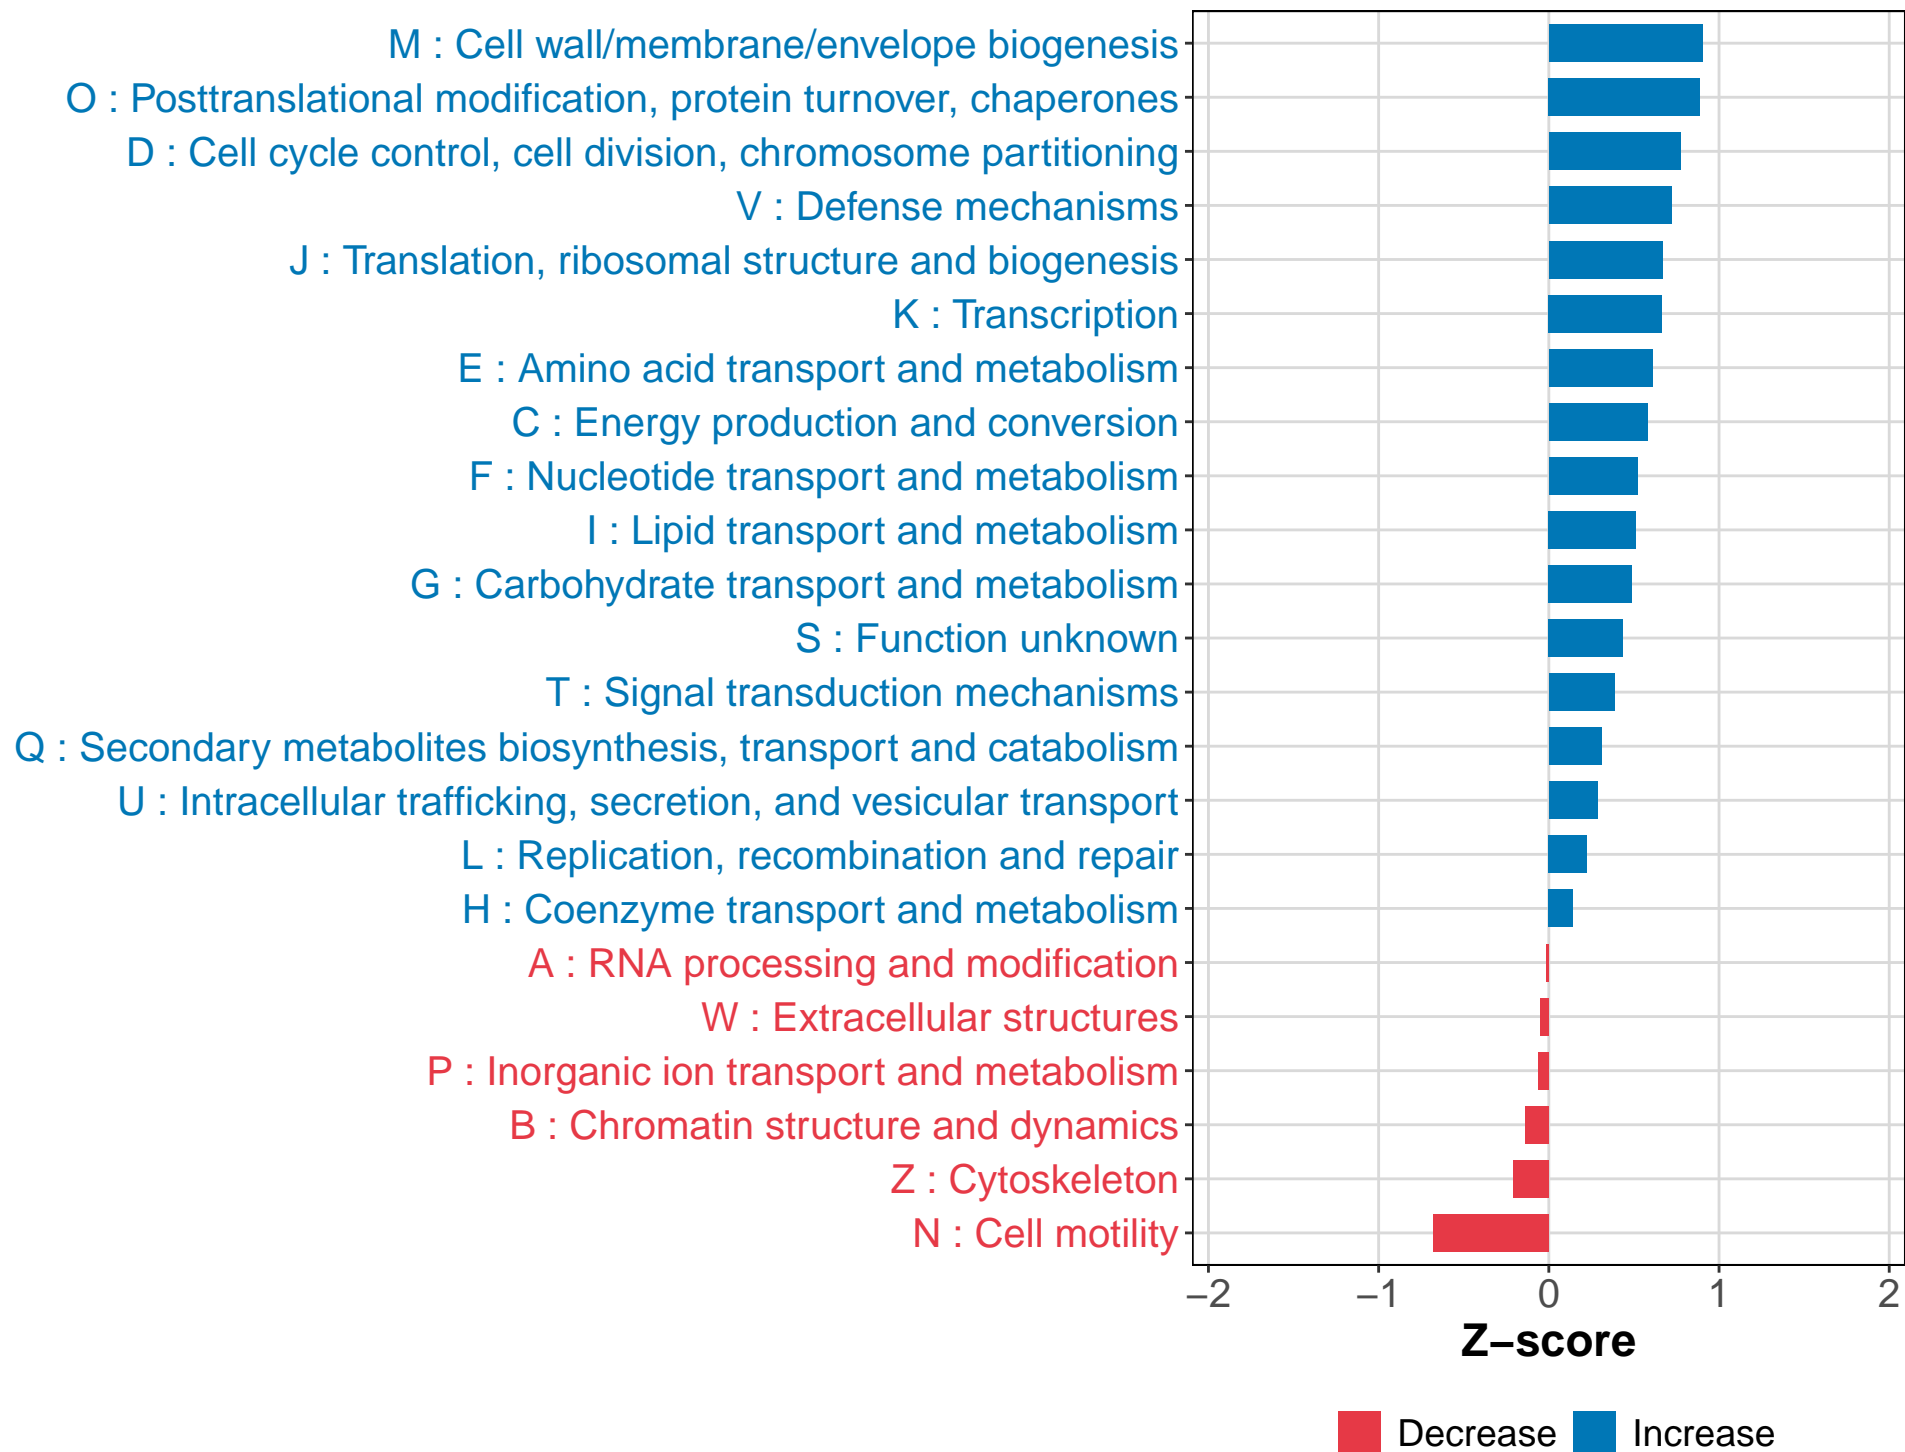 M : Cell wall/membrane/envelope biogenesis
O : Posttranslational modification, protein turnover, chaperones
D : Cell cycle control, cell division, chromosome partitioning
V : Defense mechanisms
J : Translation, ribosomal structure and biogenesis
K : Transcription
E : Amino acid transport and metabolism
C : Energy production and conversion
F : Nucleotide transport and metabolism
I : Lipid transport and metabolism
G : Carbohydrate transport and metabolism
S : Function unknown
T : Signal transduction mechanisms
Q : Secondary metabolites biosynthesis, transport and catabolism
U : Intracellular trafficking, secretion, and vesicular transport
L : Replication, recombination and repair
H : Coenzyme transport and metabolism
A : RNA processing and modification
W : Extracellular structures
P : Inorganic ion transport and metabolism
B : Chromatin structure and dynamics
Z : Cytoskeleton
N : Cell motility
−2 −1 0 1 2
Z−score
Decrease Increase